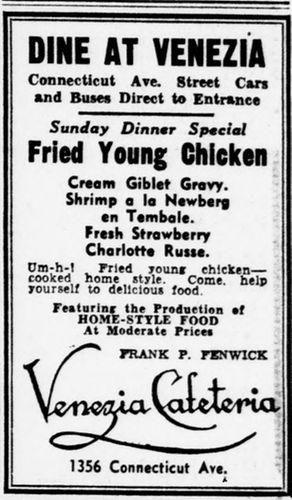 DINE AT VENEZIA
Connecticut Ave. Street Cars
and Buses Direct to Entrance
Sunday Dinner Special
Fried Young Chicken
Cream Giblet Gravy.
Shrimp a la Newberg
en Tembale.
Fresh Strawberry
Charlotte Russe.
Um-h-! Fried young chicken—
cooked home style. Come, help
yourself to delicious food.
Featuring the Production of
HOME-STYLE FOOD
At Moderate Prices
FRANK P. FENWICK
Venezia Cafeteria
1356 Connecticut Ave.